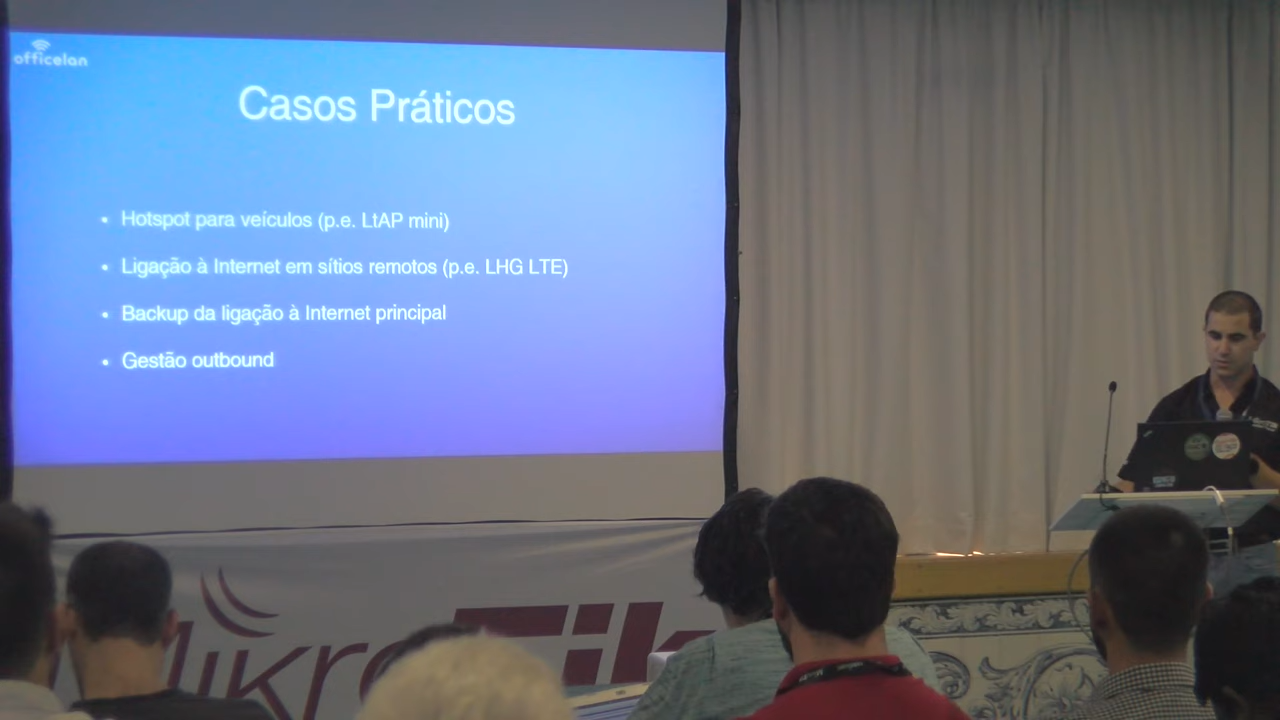 officelan
Casos Práticos
• Hotspot para veículos (p.e. LtAP mini)
• Ligação à Internet em sítios remotos (p.e. LHG LTE)
• Backup da ligação à Internet principal
• Gestão outbound
MikroTik